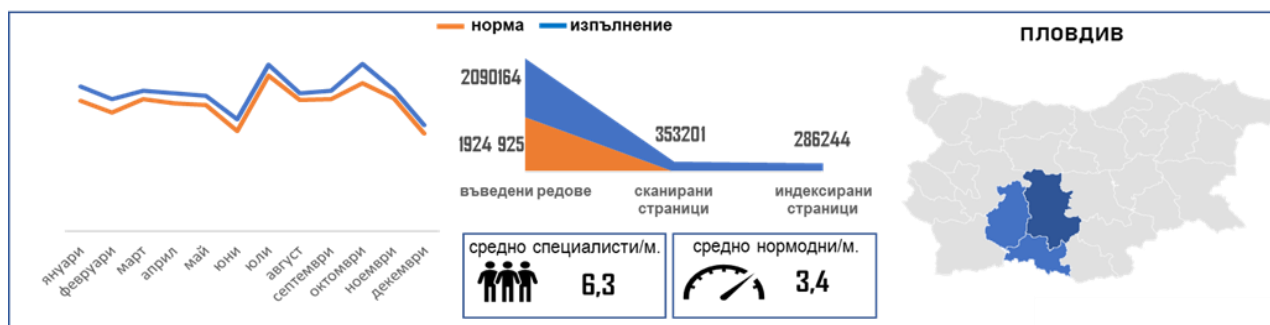 норма
изпълнение
ПЛОВДИВ
2090164
1924 925
353201
286244
въведени редове
сканирани
страници
индексирани
страници
януари
февруари
март
април
май
юни
юли
август
септември
октомври
ноември
декември
средно специалисти/м.
6,3
средно нормодни/м.
3,4